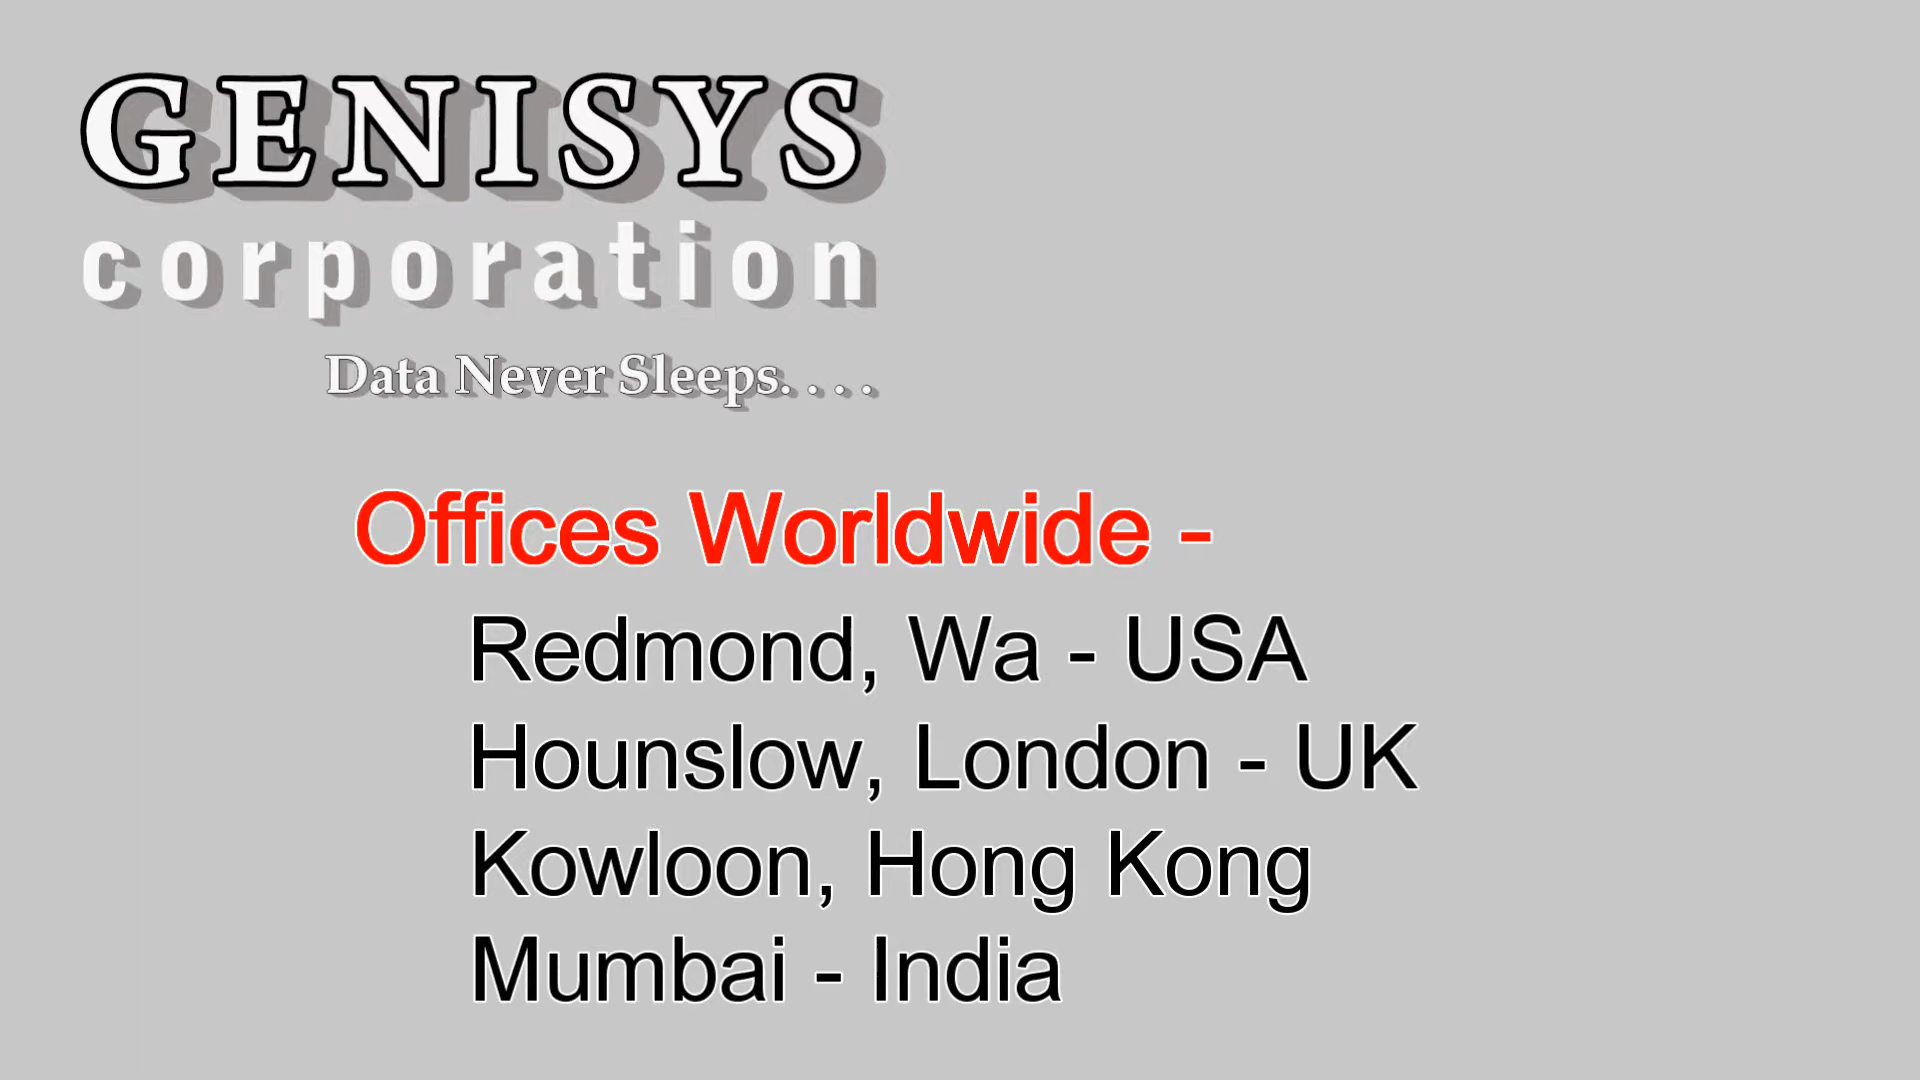 GENISYS
corporation
Data Never Sleeps. . . .
Offices Worldwide -
Redmond, Wa - USA
Hounslow, London - UK
Kowloon, Hong Kong
Mumbai - India